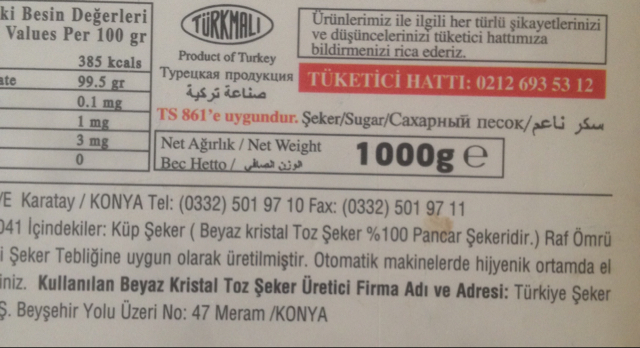 ki Besin Değerleri
Values Per 100 gr
385 kcals
ate 99.5 gr
0.1 mg
1 mg
3 mg
0
TÜRKMALI
Product of Turkey
Турецкая продукция
صناعة تركية
Ürünlerimiz ile ilgili her türlü şikayetlerinizi
ve düşüncelerinizi tüketici hattımıza
bildirmenizi rica ederiz.
TÜKETİCİ HATTI: 0212 693 53 12
TS 861'e uygundur. Şeker/Sugar/Сахарный песок/سكر ناعم
Net Ağırlık / Net Weight
Вес Нетто / الوزن الصافي
1000g ℮
VE Karatay / KONYA Tel: (0332) 501 97 10 Fax: (0332) 501 97 11
041 İçindekiler: Küp Şeker ( Beyaz kristal Toz Şeker %100 Pancar Şekeridir.) Raf Ömrü
i Şeker Tebliğine uygun olarak üretilmiştir. Otomatik makinelerde hijyenik ortamda el
iniz. Kullanılan Beyaz Kristal Toz Şeker Üretici Firma Adı ve Adresi: Türkiye Şeker
Ş. Beyşehir Yolu Üzeri No: 47 Meram /KONYA